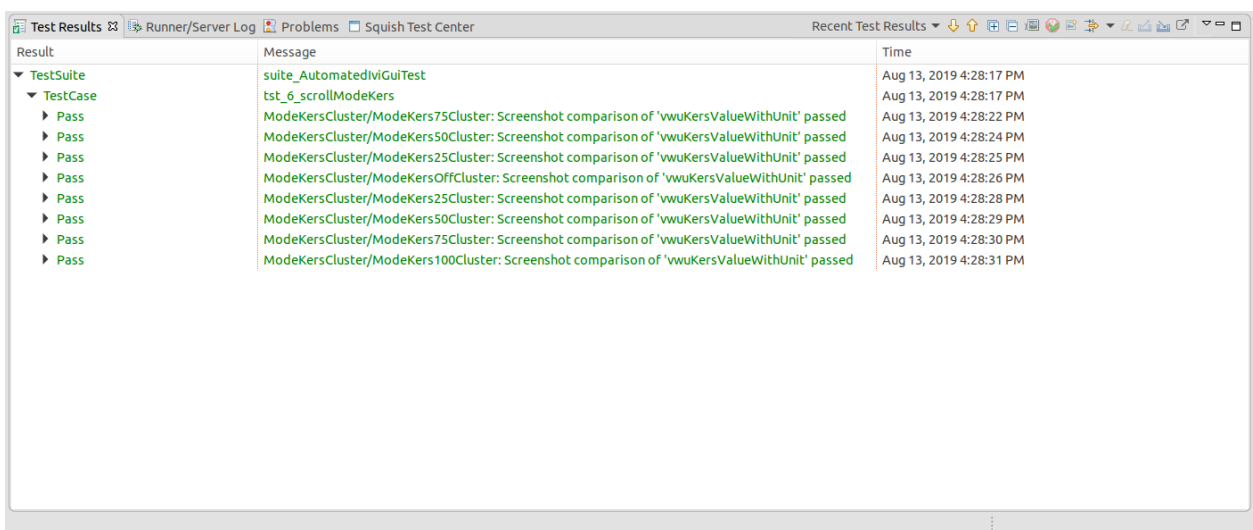 Test Results Runner/Server Log Problems Squish Test Center Recent Test Results
Result Message Time
TestSuite suite_AutomatedIviGuiTest Aug 13, 2019 4:28:17 PM
TestCase tst_6_scrollModeKers Aug 13, 2019 4:28:17 PM
Pass ModeKersCluster/ModeKers75Cluster: Screenshot comparison of 'vwuKersValueWithUnit' passed Aug 13, 2019 4:28:22 PM
Pass ModeKersCluster/ModeKers50Cluster: Screenshot comparison of 'vwuKersValueWithUnit' passed Aug 13, 2019 4:28:24 PM
Pass ModeKersCluster/ModeKers25Cluster: Screenshot comparison of 'vwuKersValueWithUnit' passed Aug 13, 2019 4:28:25 PM
Pass ModeKersCluster/ModeKersOffCluster: Screenshot comparison of 'vwuKersValueWithUnit' passed Aug 13, 2019 4:28:26 PM
Pass ModeKersCluster/ModeKers25Cluster: Screenshot comparison of 'vwuKersValueWithUnit' passed Aug 13, 2019 4:28:28 PM
Pass ModeKersCluster/ModeKers50Cluster: Screenshot comparison of 'vwuKersValueWithUnit' passed Aug 13, 2019 4:28:29 PM
Pass ModeKersCluster/ModeKers75Cluster: Screenshot comparison of 'vwuKersValueWithUnit' passed Aug 13, 2019 4:28:30 PM
Pass ModeKersCluster/ModeKers100Cluster: Screenshot comparison of 'vwuKersValueWithUnit' passed Aug 13, 2019 4:28:31 PM